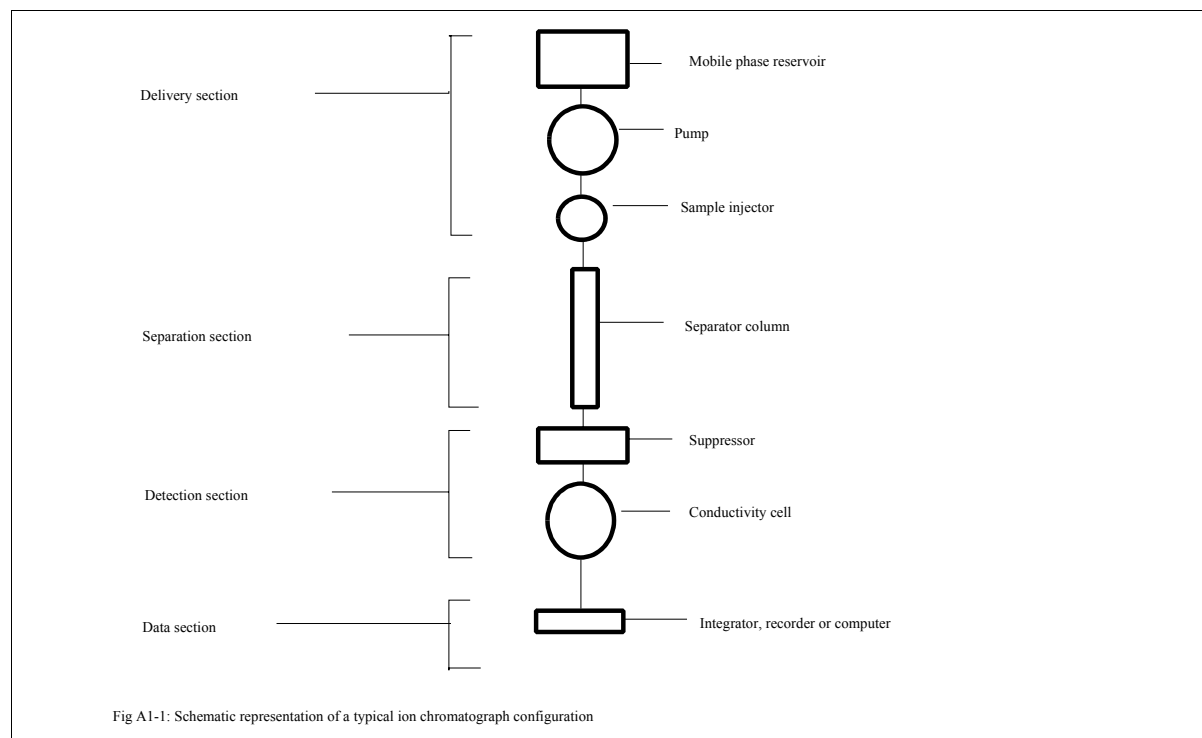 Mobile phase reservoir
Delivery section
Pump
Sample injector
Separator column
Separation section
Suppressor
Detection section
Conductivity cell
Data section
Integrator, recorder or computer
Fig A1-1: Schematic representation of a typical ion chromatograph configuration